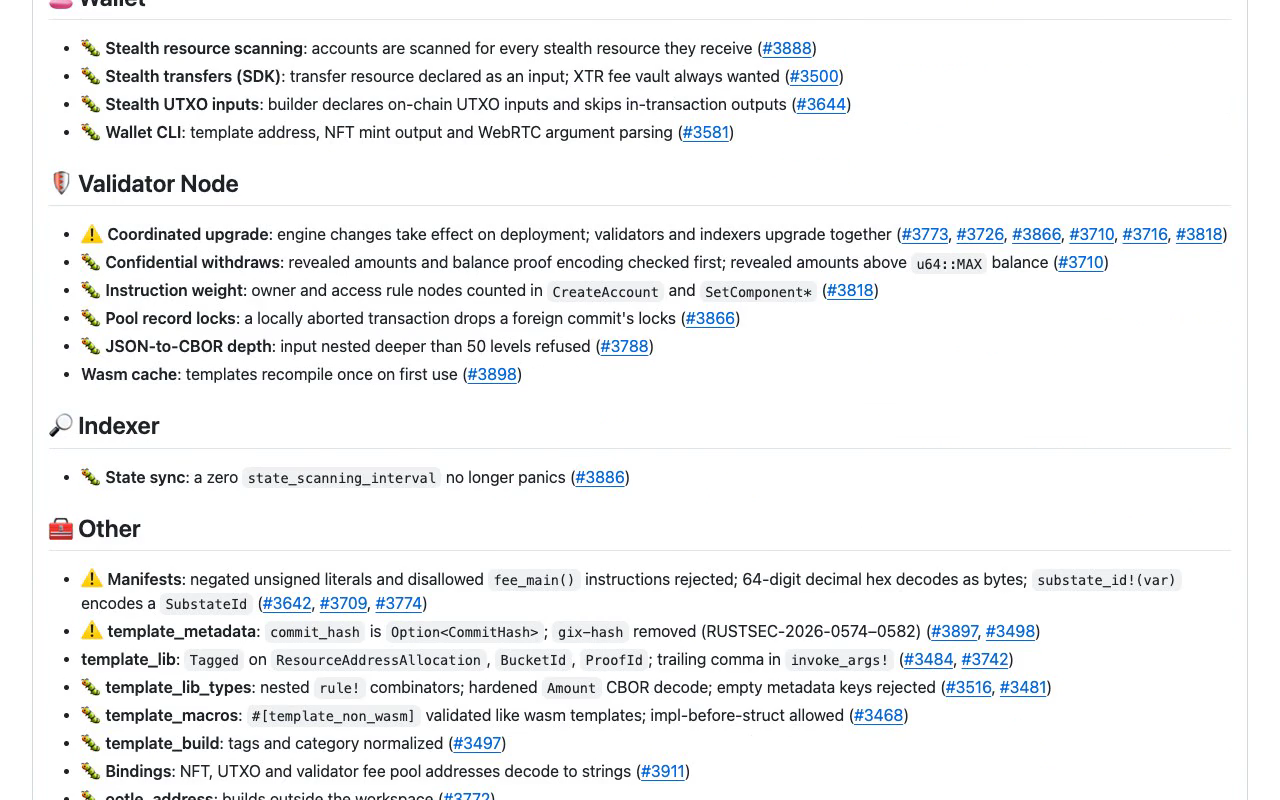 Wallet
🐛 Stealth resource scanning: accounts are scanned for every stealth resource they receive (#3888)
🐛 Stealth transfers (SDK): transfer resource declared as an input; XTR fee vault always wanted (#3500)
🐛 Stealth UTXO inputs: builder declares on-chain UTXO inputs and skips in-transaction outputs (#3644)
🐛 Wallet CLI: template address, NFT mint output and WebRTC argument parsing (#3581)
Validator Node
⚠️ Coordinated upgrade: engine changes take effect on deployment; validators and indexers upgrade together (#3773, #3726, #3866, #3710, #3716, #3818)
🐛 Confidential withdraws: revealed amounts and balance proof encoding checked first; revealed amounts above u64::MAX balance (#3710)
🐛 Instruction weight: owner and access rule nodes counted in CreateAccount and SetComponent* (#3818)
🐛 Pool record locks: a locally aborted transaction drops a foreign commit's locks (#3866)
🐛 JSON-to-CBOR depth: input nested deeper than 50 levels refused (#3788)
Wasm cache: templates recompile once on first use (#3898)
Indexer
🐛 State sync: a zero state_scanning_interval no longer panics (#3886)
Other
⚠️ Manifests: negated unsigned literals and disallowed fee_main() instructions rejected; 64-digit decimal hex decodes as bytes; substate_id!(var)
encodes a SubstateId (#3642, #3709, #3774)
⚠️ template_metadata: commit_hash is Option<CommitHash>; gix-hash removed (RUSTSEC-2026-0574–0582) (#3897, #3498)
template_lib: Tagged on ResourceAddressAllocation, BucketId, ProofId; trailing comma in invoke_args! (#3484, #3742)
🐛 template_lib_types: nested rule! combinators; hardened Amount CBOR decode; empty metadata keys rejected (#3516, #3481)
🐛 template_macros: #[template_non_wasm] validated like wasm templates; impl-before-struct allowed (#3468)
🐛 template_build: tags and category normalized (#3497)
🐛 Bindings: NFT, UTXO and validator fee pool addresses decode to strings (#3911)
🐛 ootle_address: builds outside the workspace (#3772)